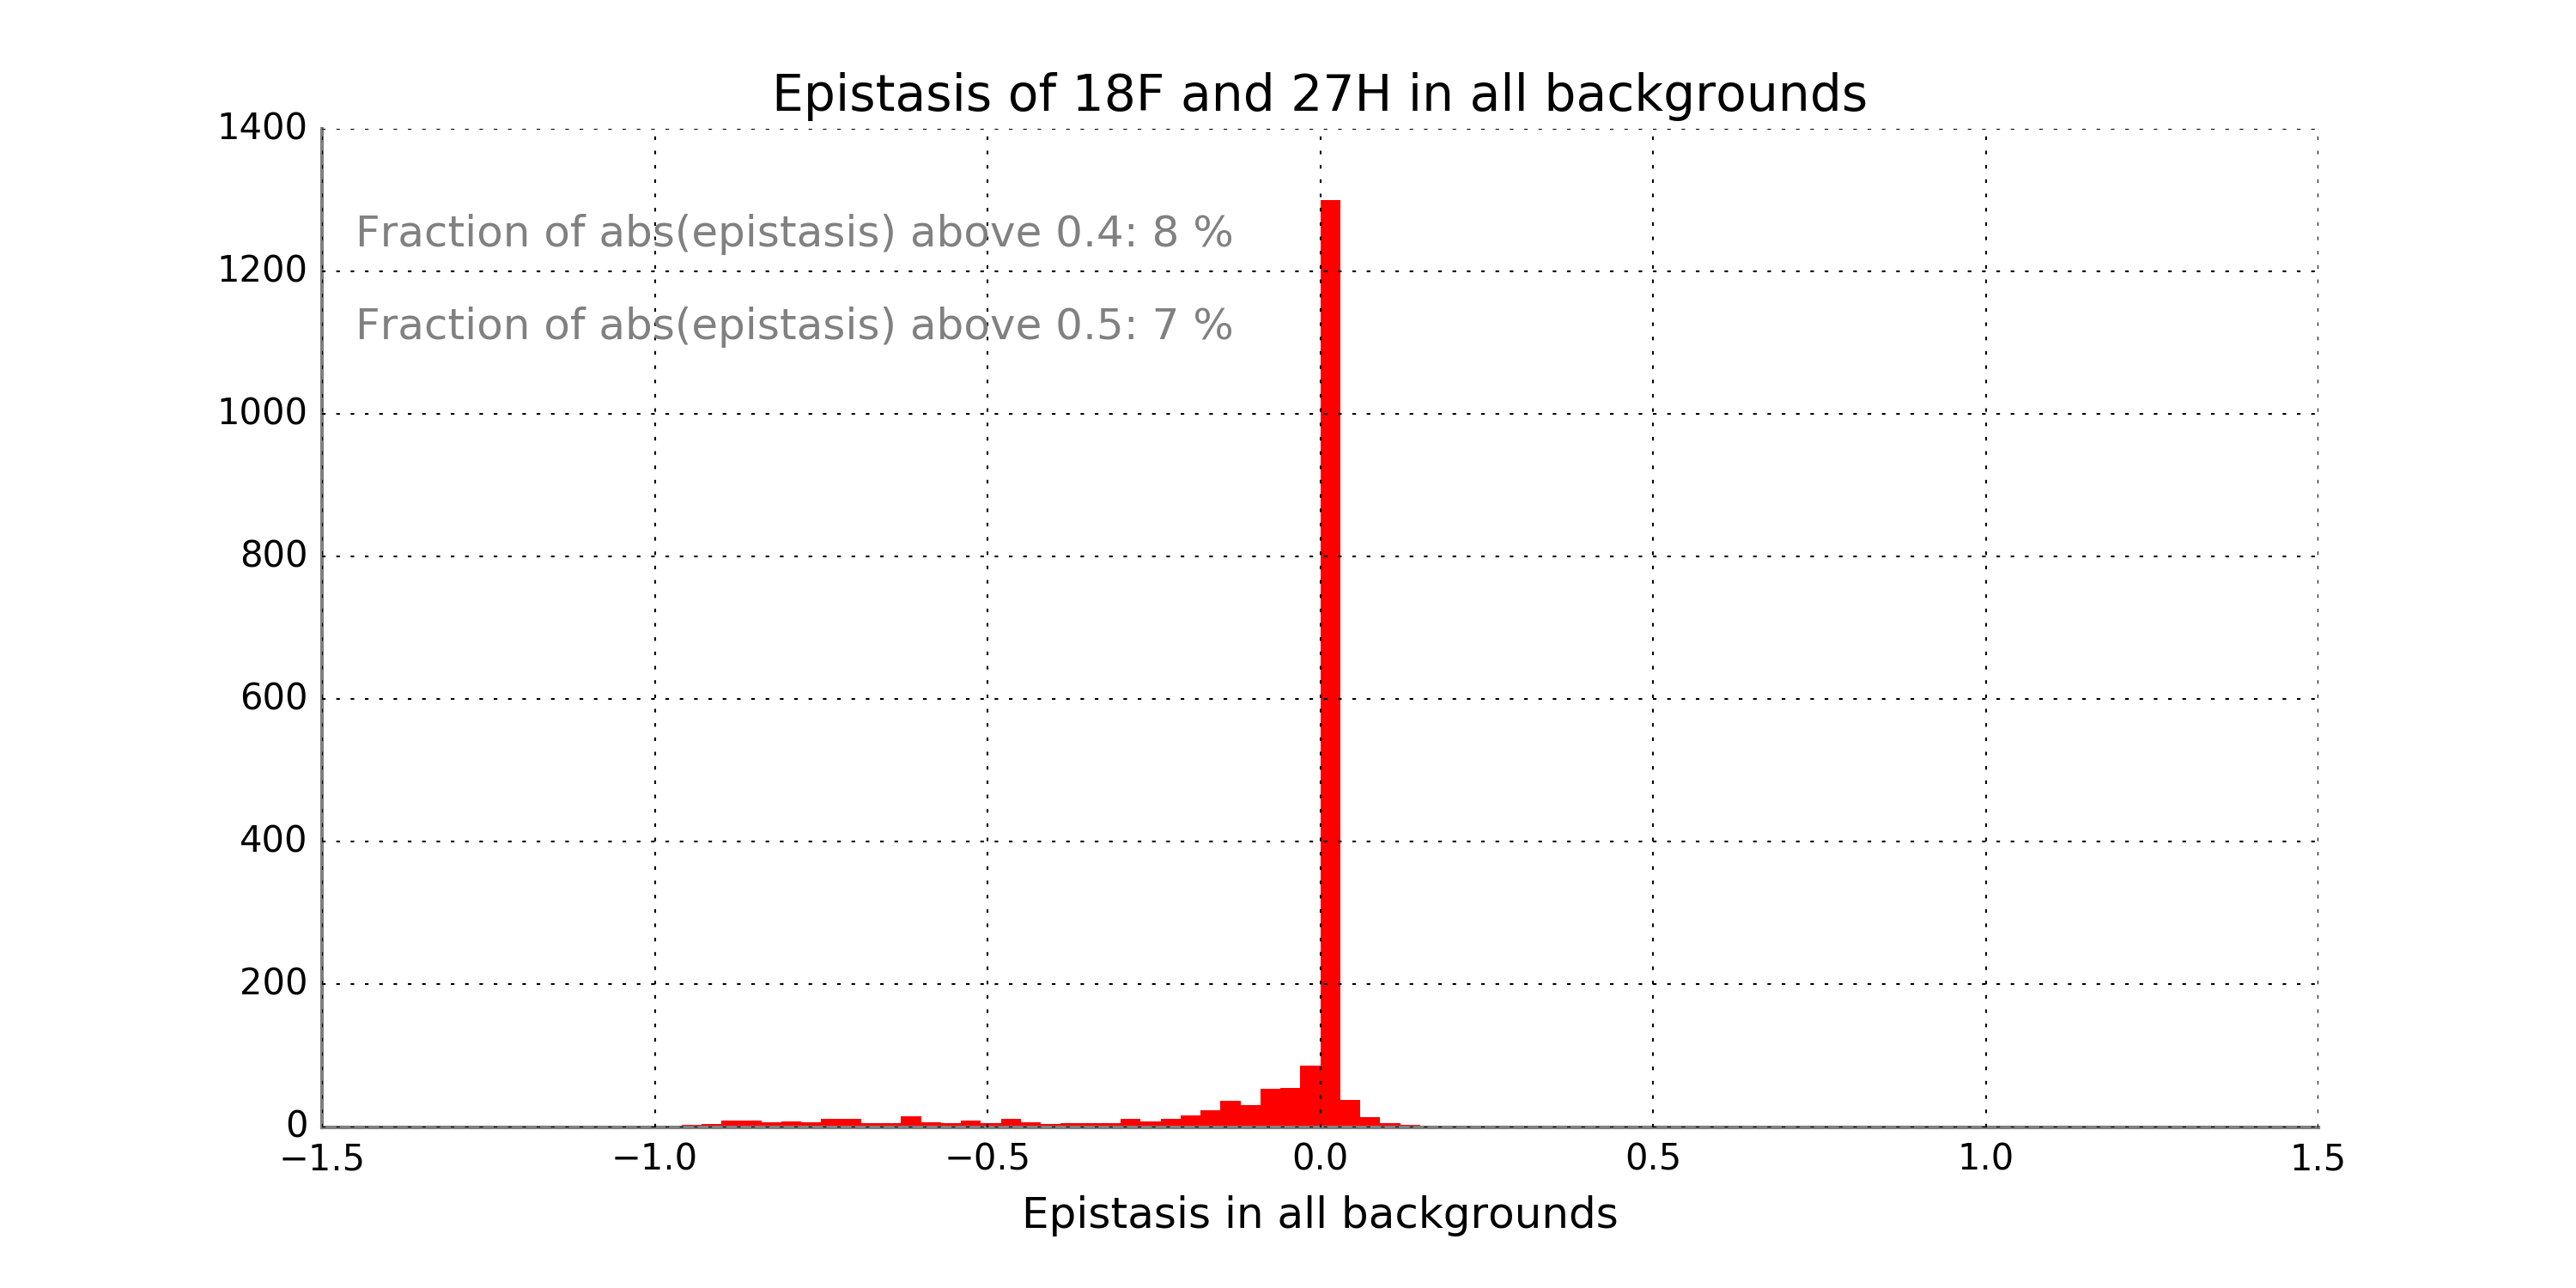 Epistasis of 18F and 27H in all backgrounds
1400
Fraction of abs(epistasis) above 0.4: 8 %
1200
Fraction of abs(epistasis) above 0.5: 7 %
1000
800
600
400
200
0
−1.5 −1.0 −0.5 0.0 0.5 1.0 1.5
Epistasis in all backgrounds